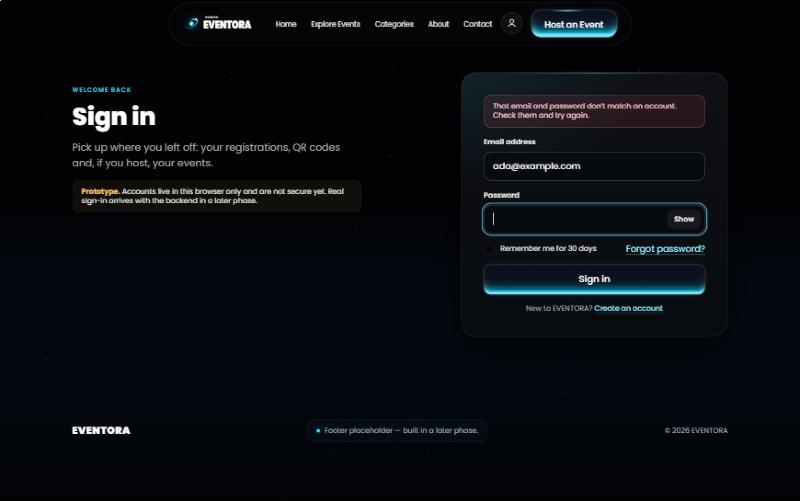 EVENTORA
Home
Explore Events
Categories
About
Contact
Host an Event
WELCOME BACK
Sign in
Pick up where you left off: your registrations, QR codes
and, if you host, your events.
Prototype. Accounts live in this browser only and are not secure yet. Real
sign-in arrives with the backend in a later phase.
That email and password don't match an account.
Check them and try again.
Email address
ada@example.com
Password
Show
Remember me for 30 days
Forgot password?
Sign in
New to EVENTORA? Create an account
EVENTORA
Footer placeholder — built in a later phase.
© 2026 EVENTORA